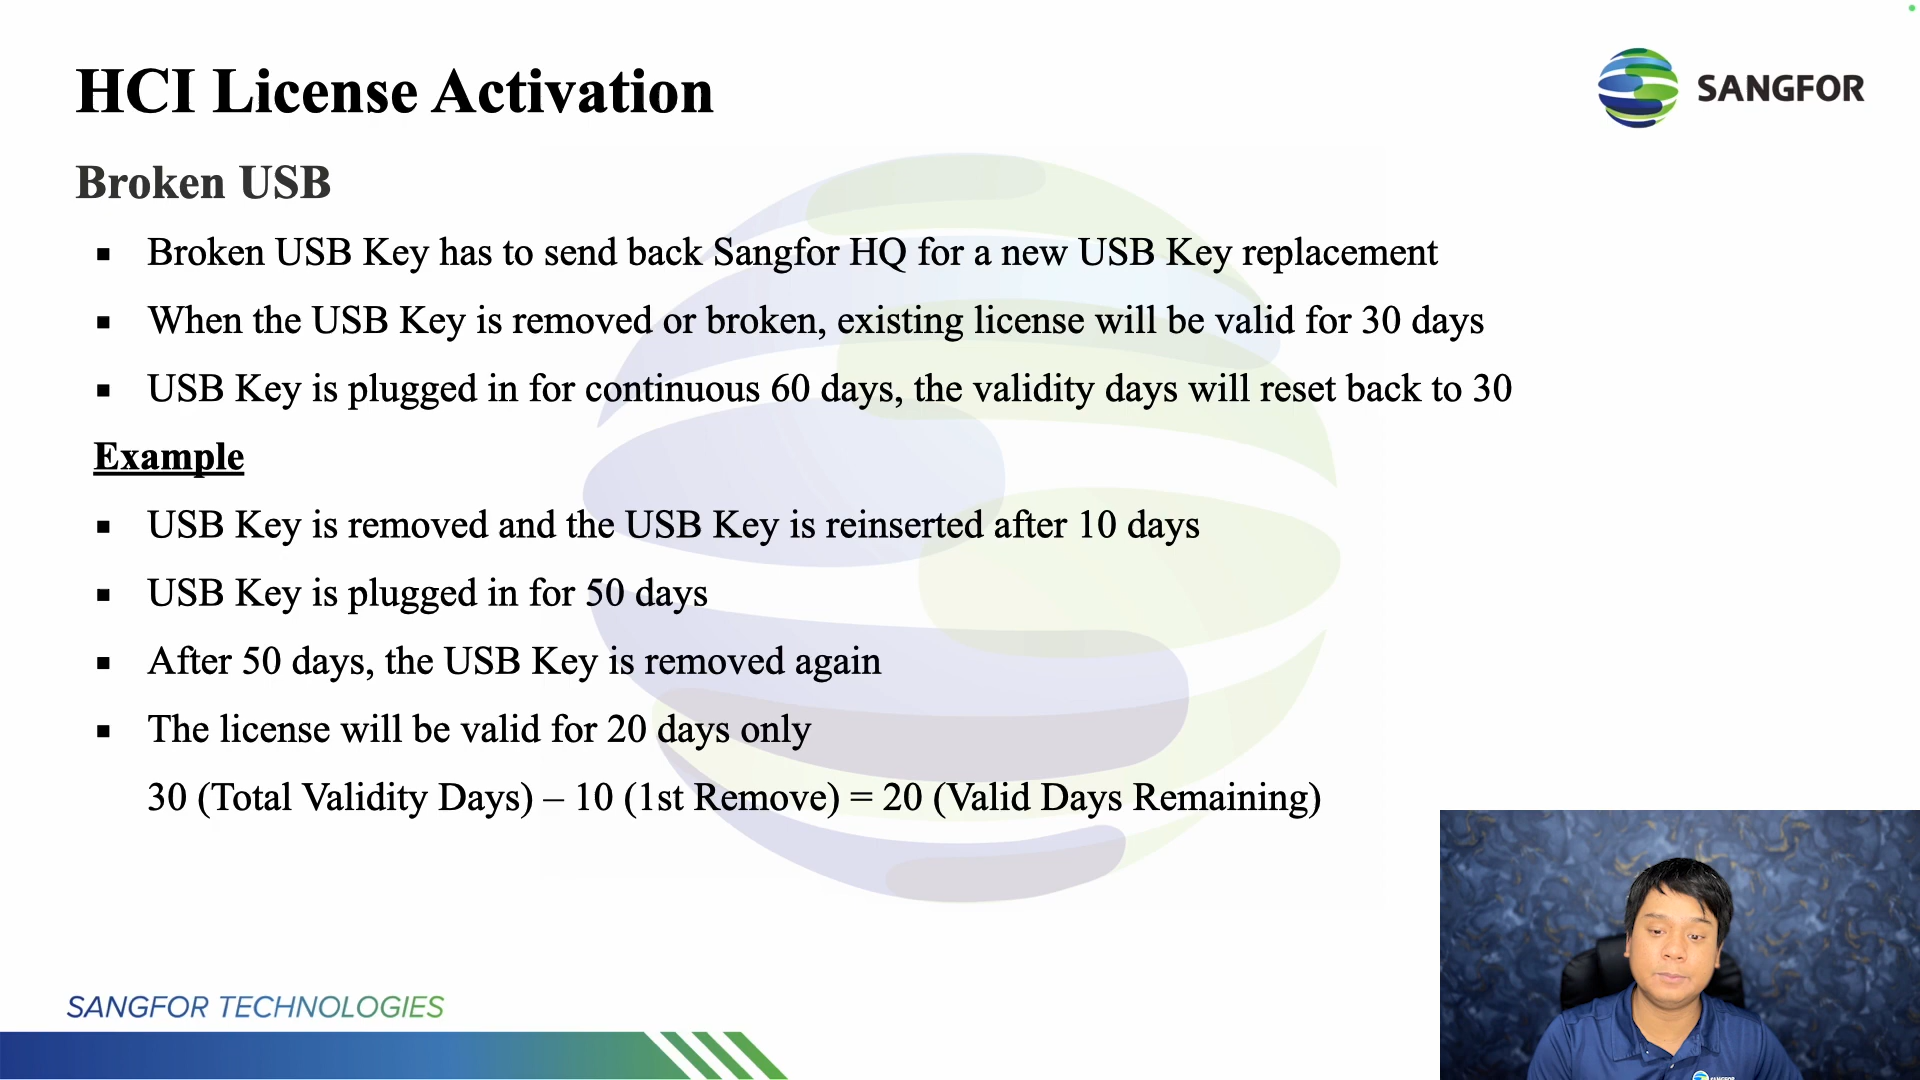 HCI License Activation
SANGFOR
Broken USB
▪ Broken USB Key has to send back Sangfor HQ for a new USB Key replacement
▪ When the USB Key is removed or broken, existing license will be valid for 30 days
▪ USB Key is plugged in for continuous 60 days, the validity days will reset back to 30
Example
▪ USB Key is removed and the USB Key is reinserted after 10 days
▪ USB Key is plugged in for 50 days
▪ After 50 days, the USB Key is removed again
▪ The license will be valid for 20 days only
30 (Total Validity Days) – 10 (1st Remove) = 20 (Valid Days Remaining)
SANGFOR TECHNOLOGIES
SANGFOR